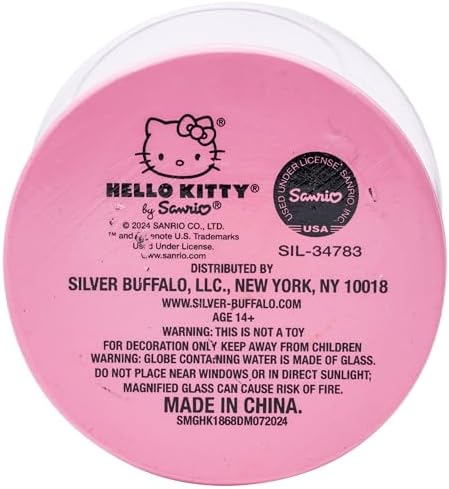 HELLO KITTY®
by Sanrio®
© 2024 SANRIO CO., LTD.
™ and enote U.S. Trademarks
Used Under License.
www.sanrio.com
USED UNDER LICENSE SANRIO, INC.
Sanrio
USA
SIL-34783
DISTRIBUTED BY
SILVER BUFFALO, LLC., NEW YORK, NY 10018
WWW.SILVER-BUFFALO.COM
AGE 14+
WARNING: THIS IS NOT A TOY
FOR DECORATION ONLY KEEP AWAY FROM CHILDREN
WARNING: GLOBE CONTAINING WATER IS MADE OF GLASS.
DO NOT PLACE NEAR WINDOWS OR IN DIRECT SUNLIGHT;
MAGNIFIED GLASS CAN CAUSE RISK OF FIRE.
MADE IN CHINA.
SMGHK1868DM072024